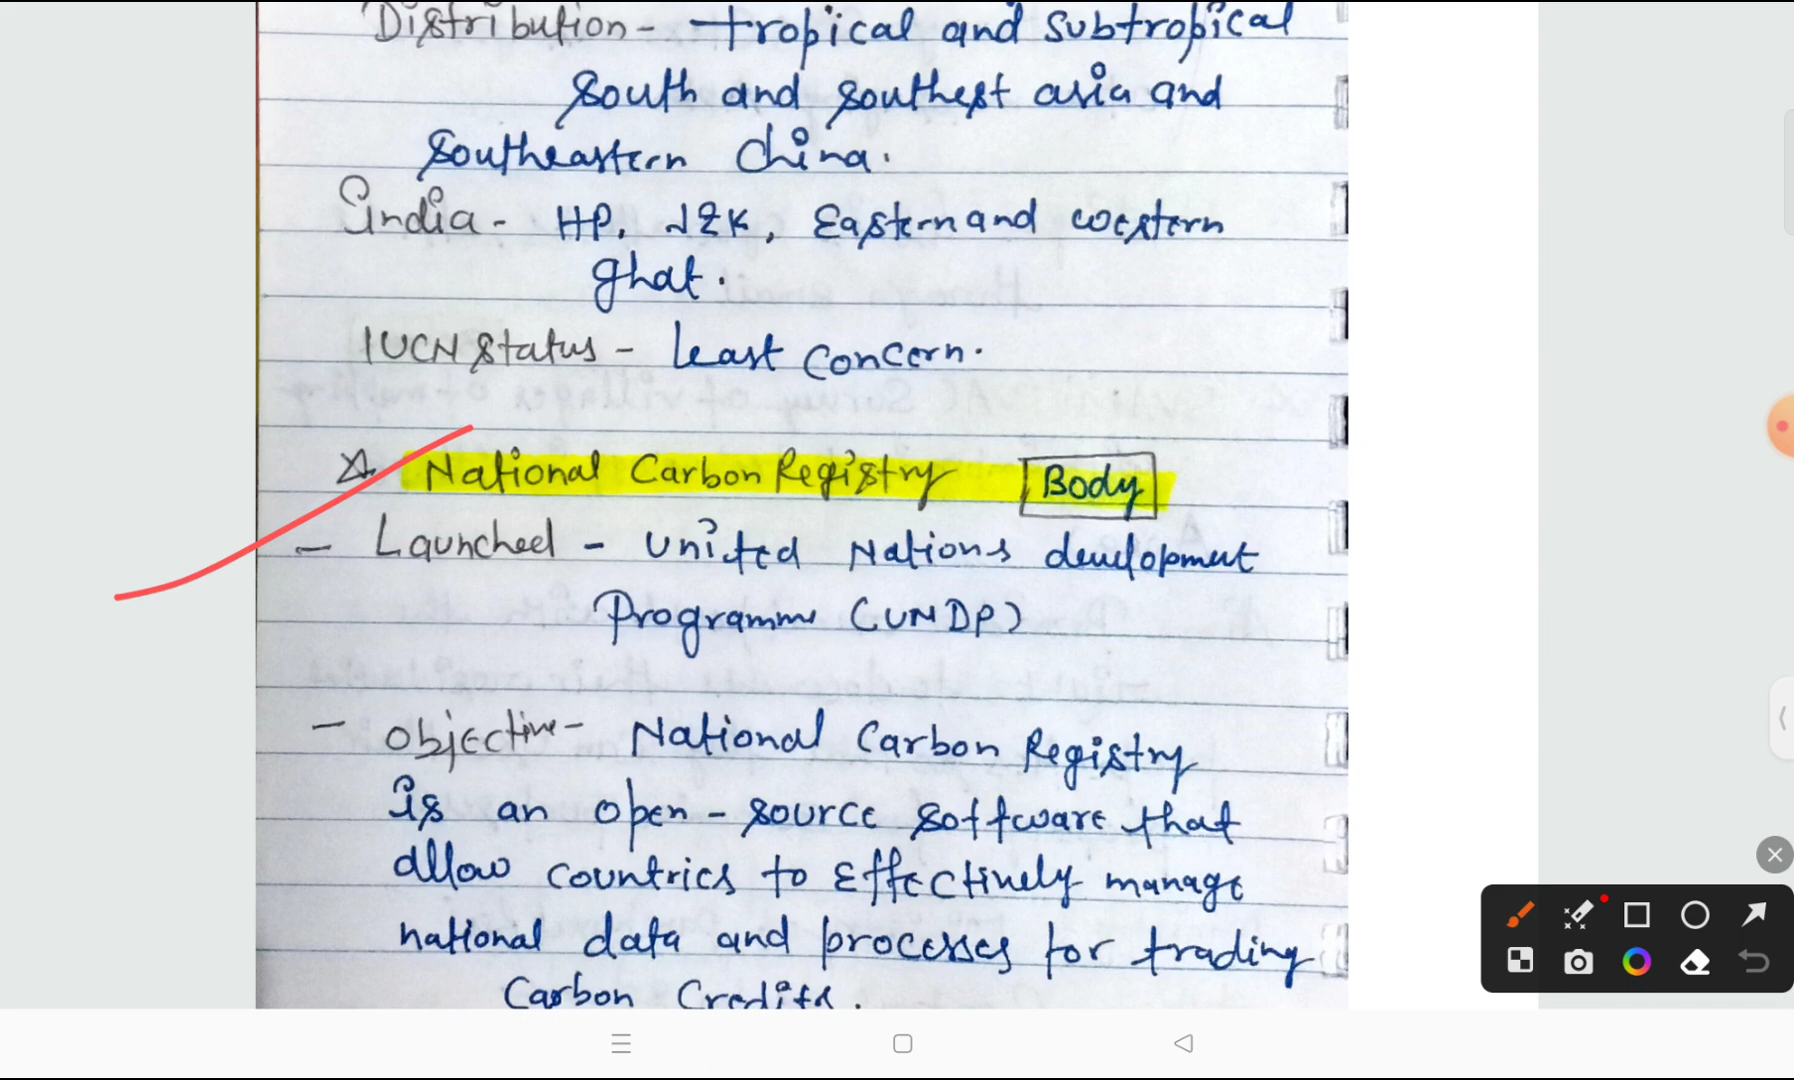 Distribution - tropical and subtropical
south and southest asia and
Southeastern China.
India - HP, J&K, Eastern and western
ghat.
IUCN Status - Least Concern.
National Carbon Registry Body
- Launched - United Nations development
Programme (UNDP)
- objective - National Carbon Registry
is an open - source software that
allow countries to effectively manage
national data and processes for trading
Carbon Credits.